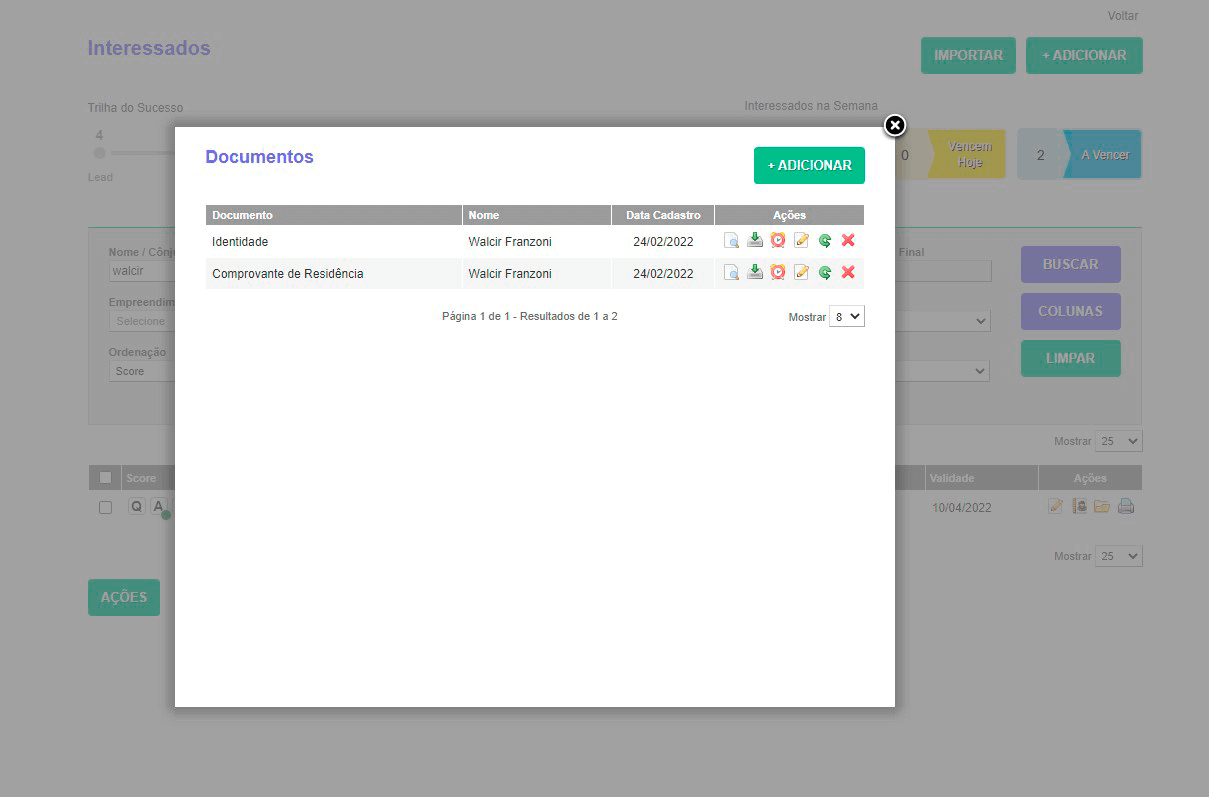 Voltar
Interessados
IMPORTAR
+ ADICIONAR
Trilha do Sucesso
Interessados na Semana
4
Lead
0
Vencem
Hoje
2
A Vencer
Documentos
+ ADICIONAR
Documento Nome Data Cadastro Ações
Identidade Walcir Franzoni 24/02/2022
Comprovante de Residência Walcir Franzoni 24/02/2022
Página 1 de 1 - Resultados de 1 a 2
Mostrar 8
Nome / Cônj
Final
walcir
BUSCAR
Empreendim
Selecione
COLUNAS
Ordenação
Score
LIMPAR
Mostrar 25
Score Validade Ações
Q A 10/04/2022
Mostrar 25
AÇÕES